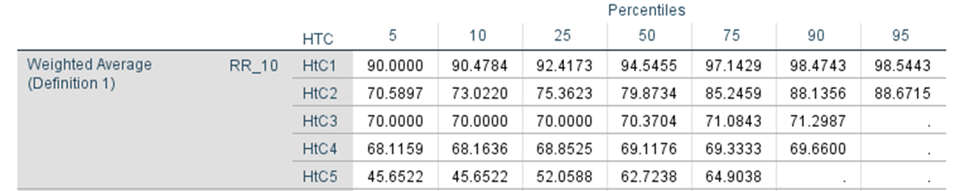 Percentiles
HTC 5 10 25 50 75 90 95
Weighted Average RR_10 HtC1 90.0000 90.4784 92.4173 94.5455 97.1429 98.4743 98.5443
(Definition 1) HtC2 70.5897 73.0220 75.3623 79.8734 85.2459 88.1356 88.6715
HtC3 70.0000 70.0000 70.0000 70.3704 71.0843 71.2987 .
HtC4 68.1159 68.1636 68.8525 69.1176 69.3333 69.6600 .
HtC5 45.6522 45.6522 52.0588 62.7238 64.9038 . .